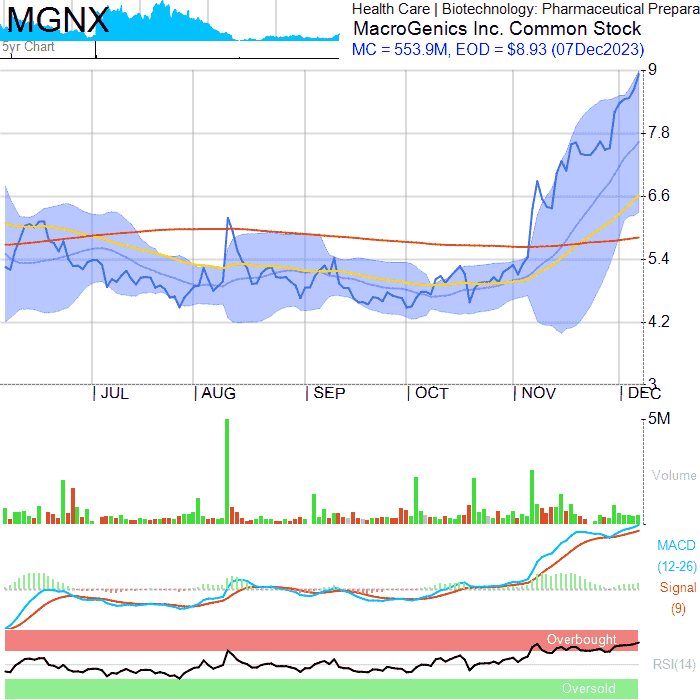 MGNX
5yr Chart
Health Care | Biotechnology: Pharmaceutical Prepara
MacroGenics Inc. Common Stock
MC = 553.9M, EOD = $8.93 (07Dec2023)
9
7.8
6.6
5.4
4.2
3
JUL
AUG
SEP
OCT
NOV
DEC
5M
Volume
MACD
(12-26)
Signal
(9)
Overbought
RSI(14)
Oversold